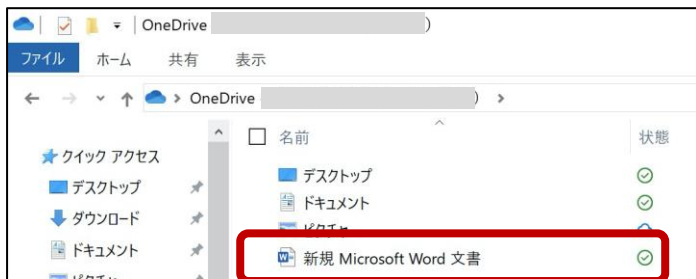 OneDrive )
ファイル ホーム 共有 表示
OneDrive )
名前 状態
クイック アクセス
デスクトップ
デスクトップ
ドキュメント
ダウンロード
ドキュメント
新規 Microsoft Word 文書